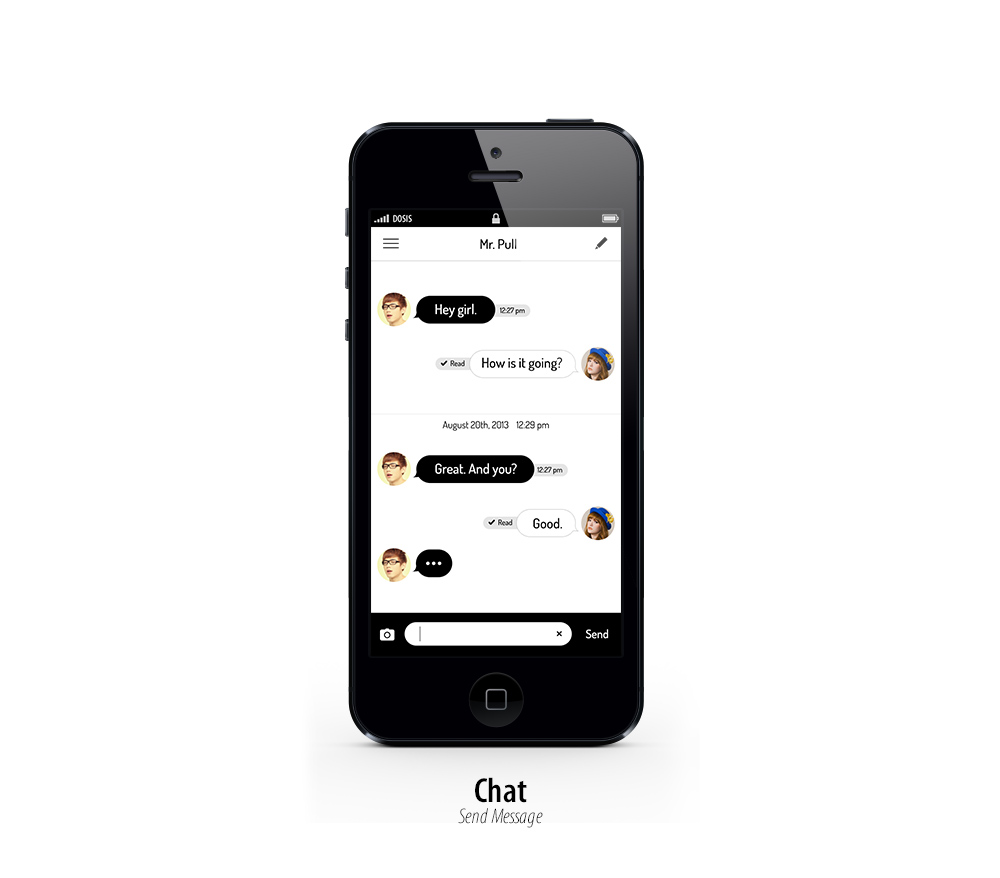 DOSIS
Mr. Pull
Hey girl. 12:27 pm
Read How is it going?
August 20th, 2013 12:29 pm
Great. And you? 12:27 pm
Read Good.
Send
Chat
Send Message